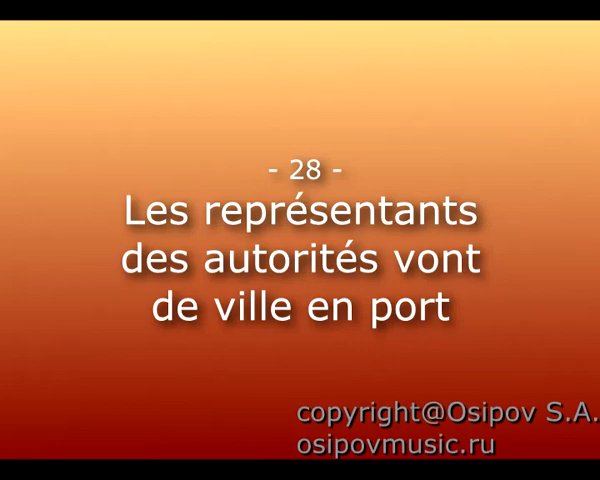 - 28 -
Les représentants
des autorités vont
de ville en port
copyright@Osipov S.A.
osipovmusic.ru